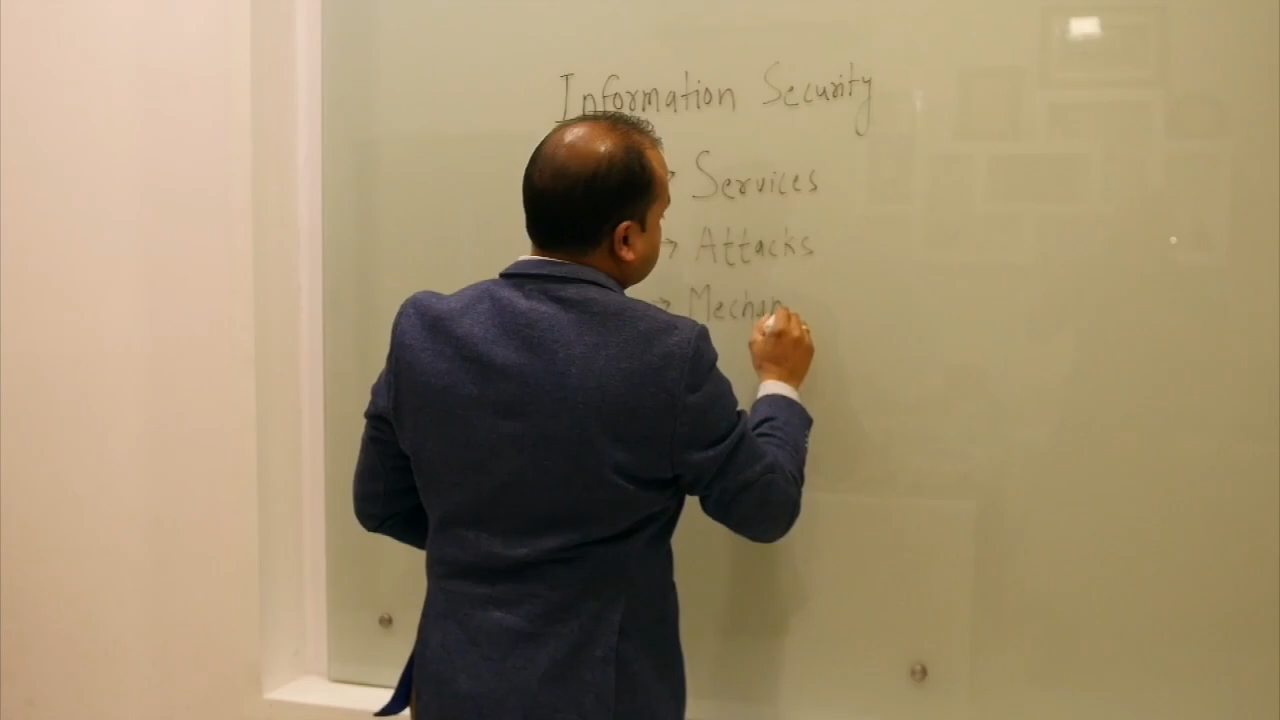 Information Security
→ Services
→ Attacks
→ Mechan